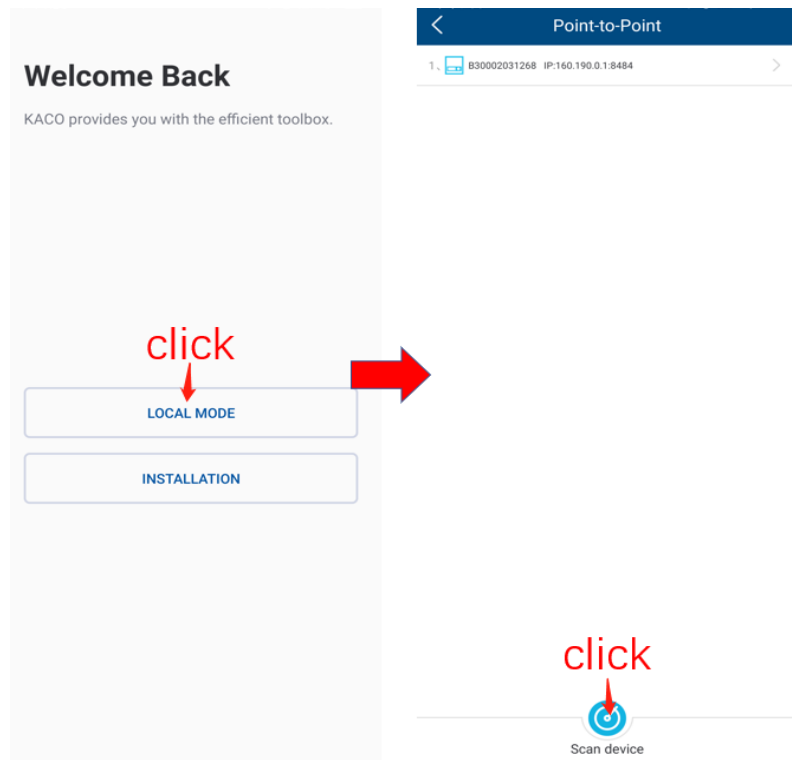 Welcome Back
KACO provides you with the efficient toolbox.
click
LOCAL MODE
INSTALLATION
Point-to-Point
1、 B30002031268 IP:160.190.0.1:8484
click
Scan device